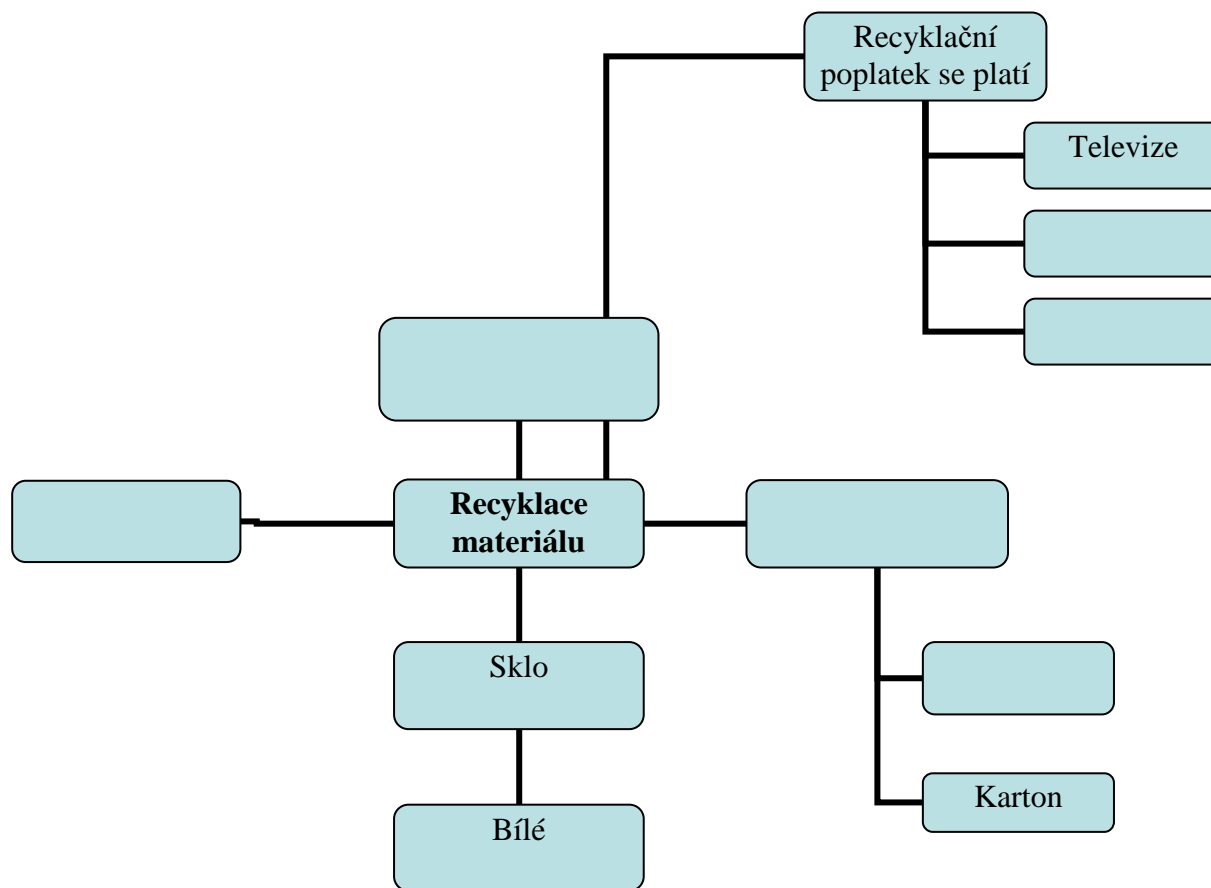 Recyklační
poplatek se platí
Televize
Recyklace
materiálu
Sklo
Karton
Bílé